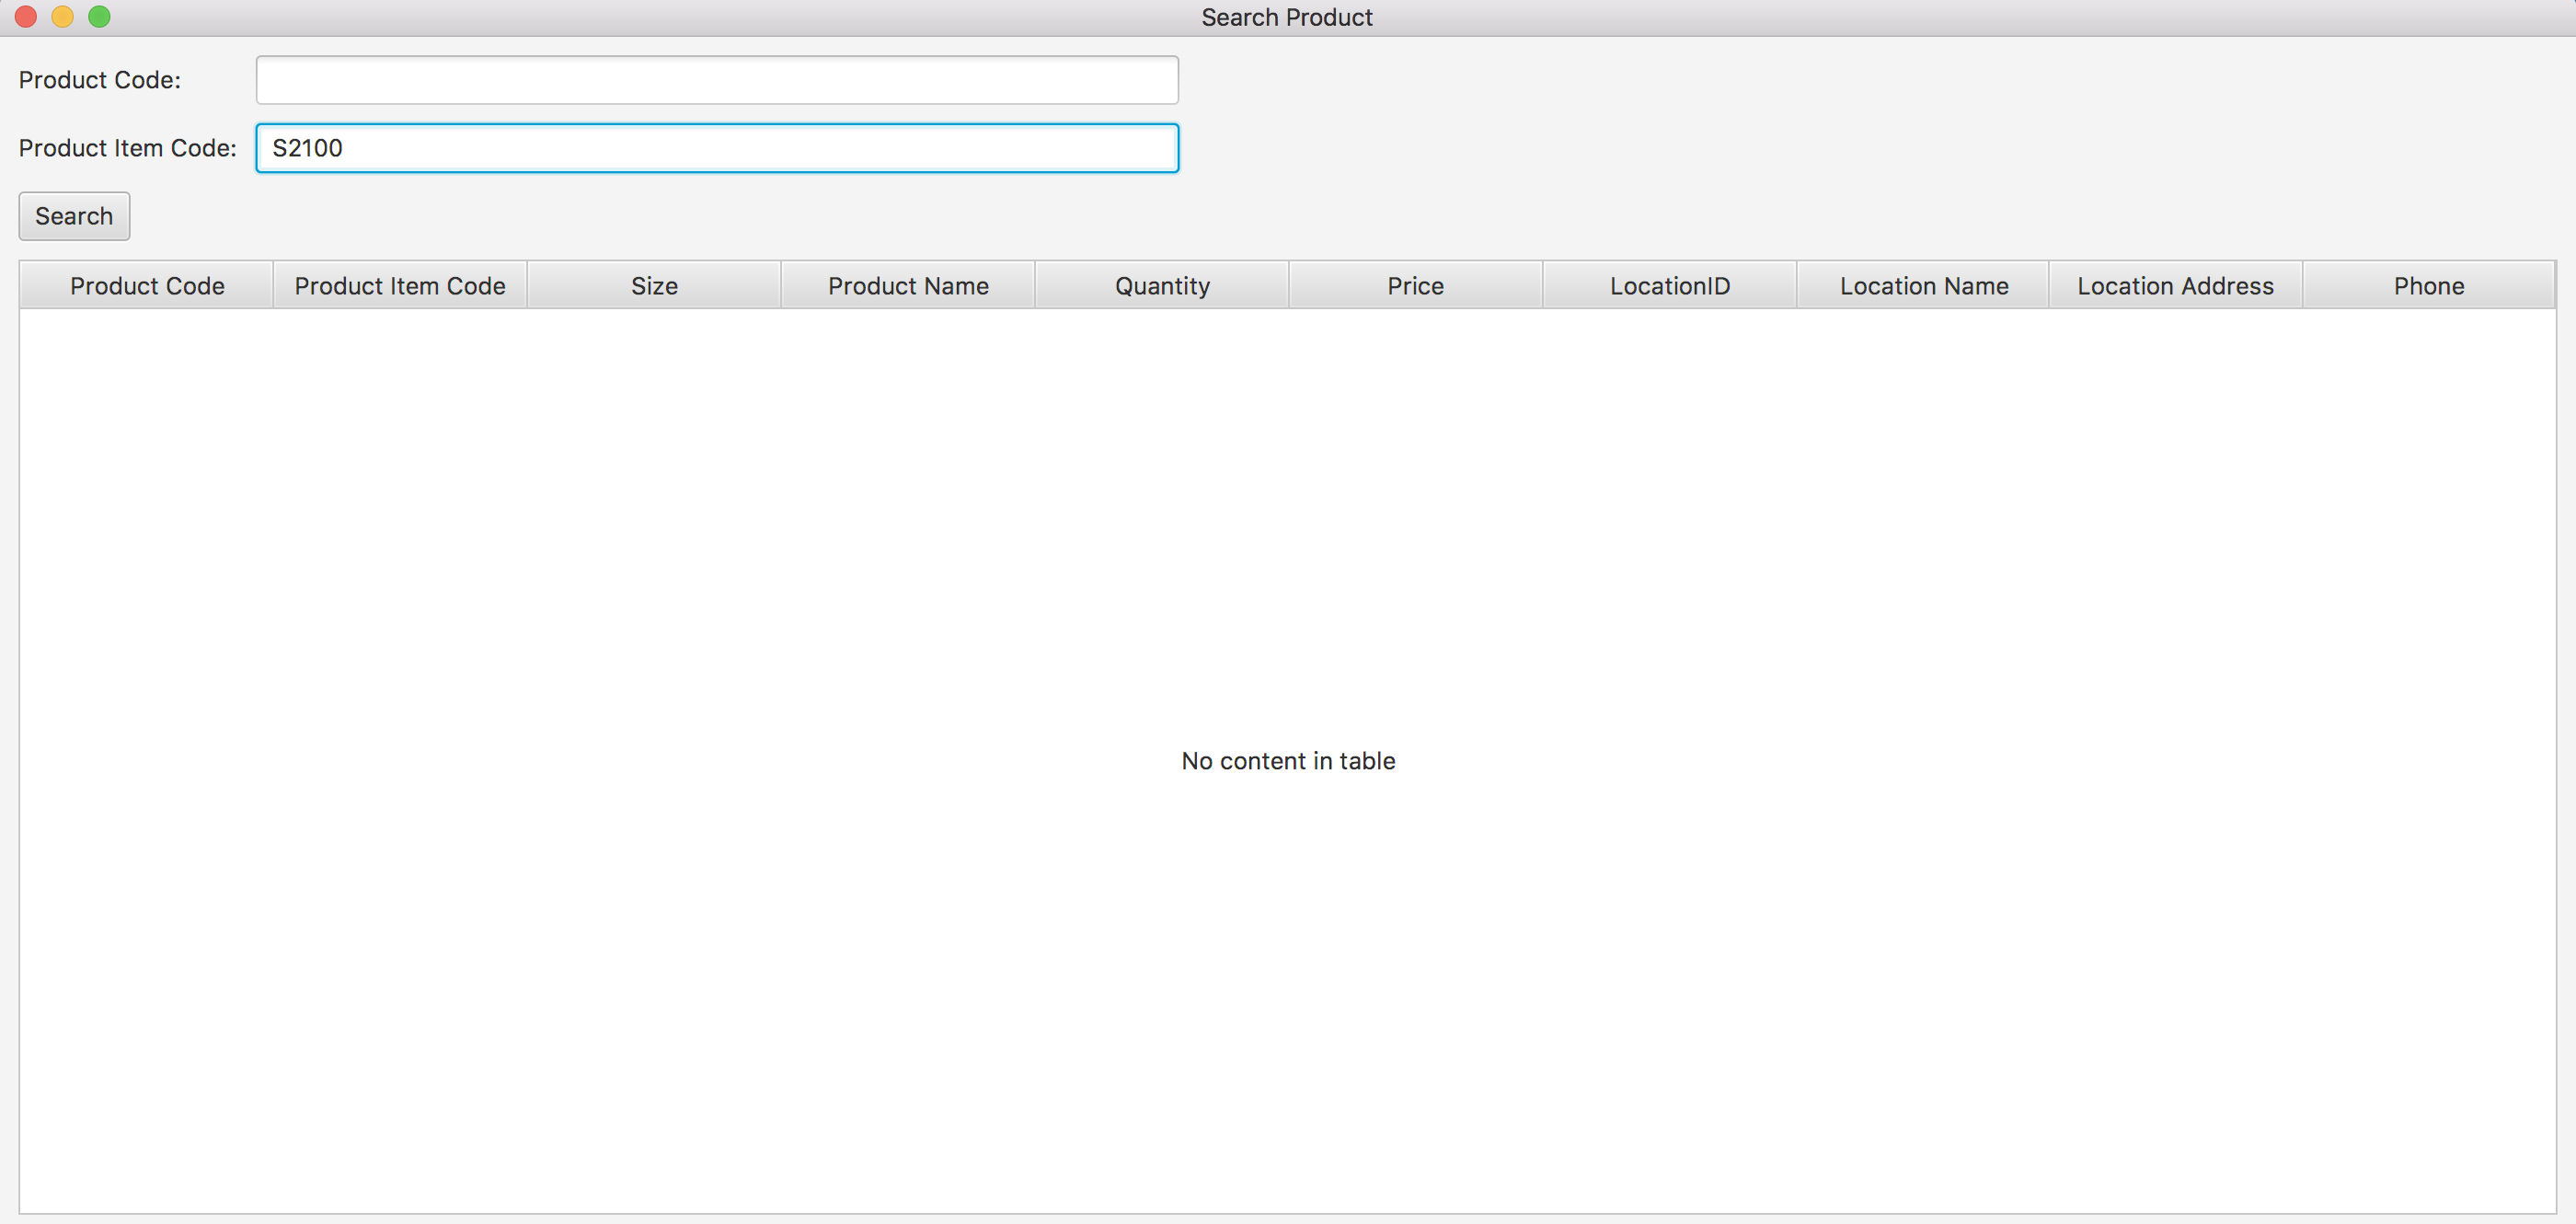 Search Product
Product Code:
Product Item Code: S2100
Search
Product Code Product Item Code Size Product Name Quantity Price LocationID Location Name Location Address Phone
No content in table